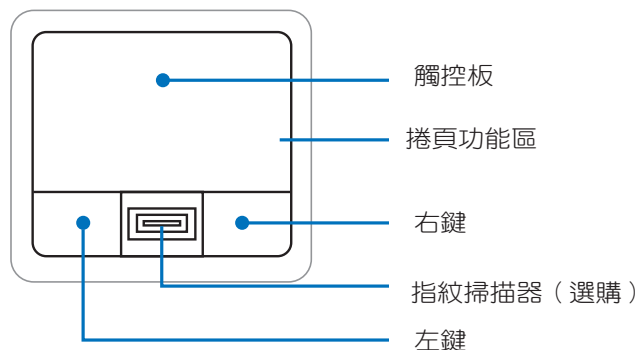 觸控板
捲頁功能區
右鍵
指紋掃描器（選購）
左鍵